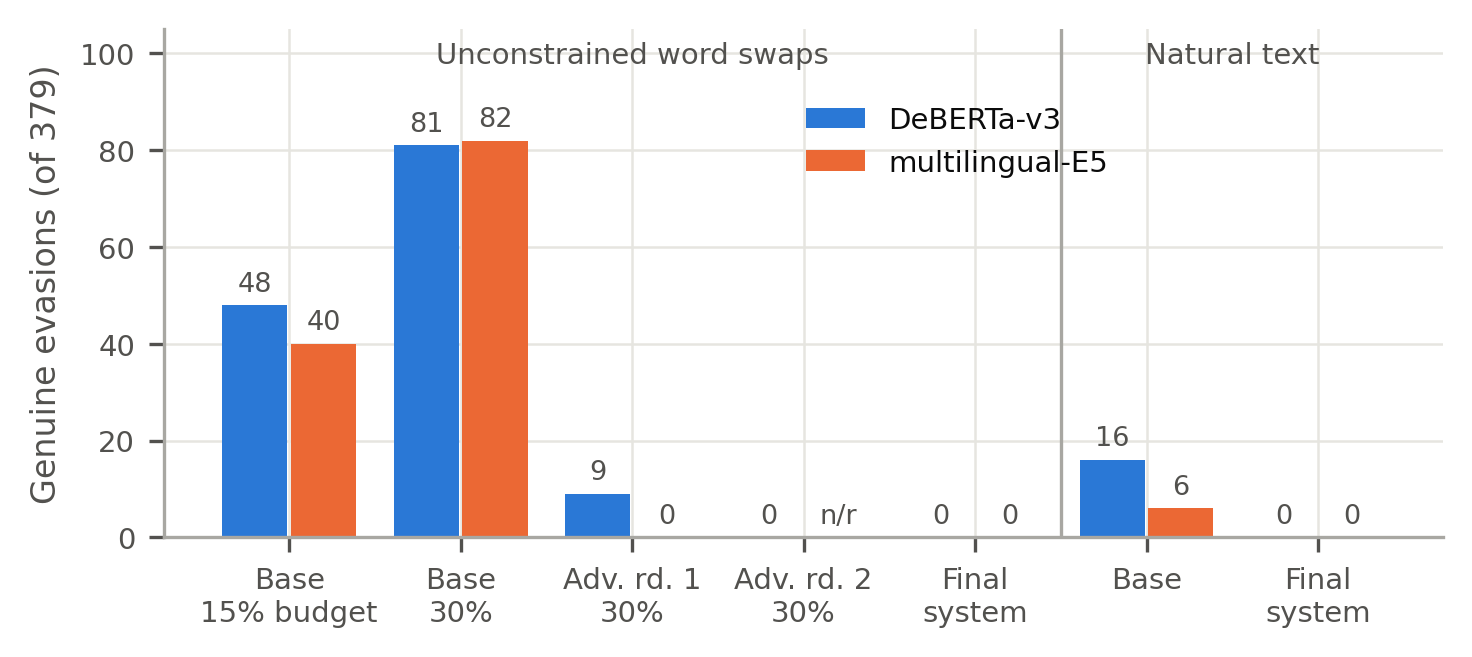 Genuine evasions (of 379)
100
80
60
40
20
0
Unconstrained word swaps
Natural text
DeBERTa-v3
multilingual-E5
48
40
81
82
9
0
0
n/r
0
0
16
6
0
0
Base
15% budget
Base
30%
Adv. rd. 1
30%
Adv. rd. 2
30%
Final
system
Base
Final
system